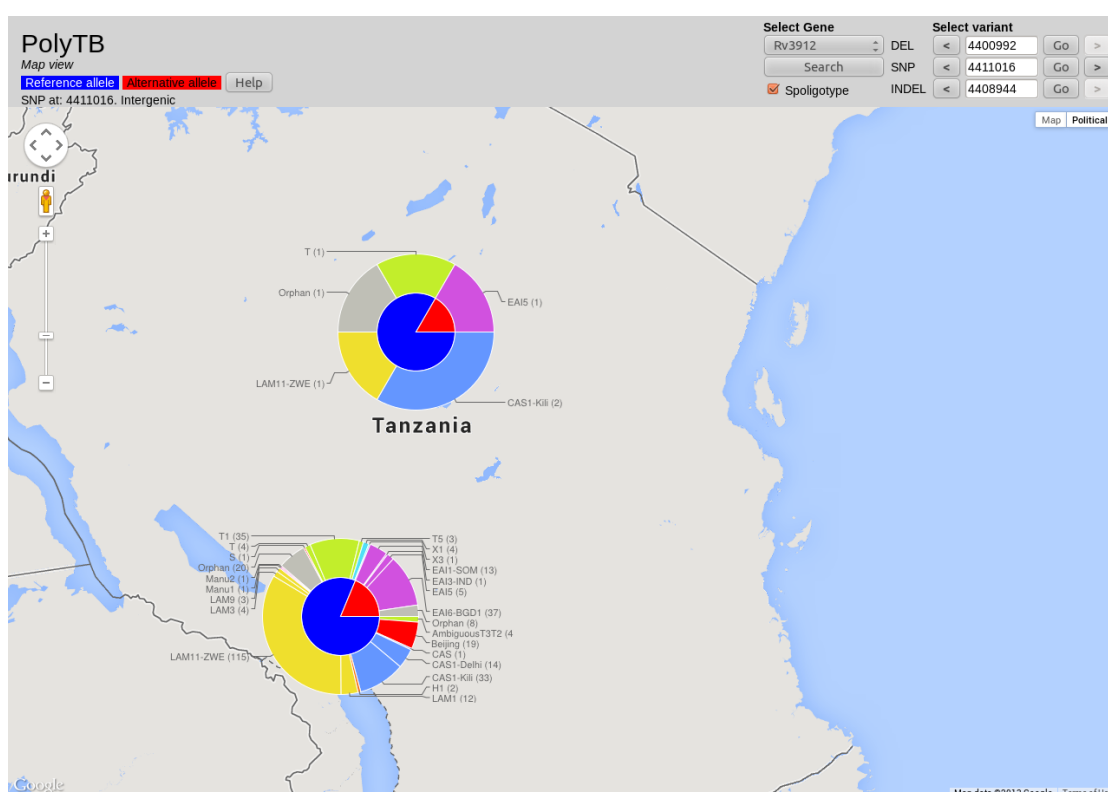 PolyTB
Map view
Reference allele Alternative allele Help
SNP at: 4411016. Intergenic
Select Gene
Rv3912
Search
Spoligotype
Select variant
DEL < 4400992 Go >
SNP < 4411016 Go >
INDEL < 4408944 Go >
Map Political
urundi
T (1)
Orphan (1)
EAI5 (1)
LAM11-ZWE (1)
CAS1-Kili (2)
Tanzania
T1 (35)
T (4)
S (1)
Orphan (20)
Manu2 (1)
Manu1 (1)
LAM9 (3)
LAM3 (4)
LAM11-ZWE (115)
T5 (3)
X1 (4)
X3 (1)
EAI1-SOM (13)
EAI3-IND (1)
EAI5 (5)
EAI6-BGD1 (37)
Orphan (8)
AmbiguousT3T2 (4
Beijing (19)
CAS (1)
CAS1-Delhi (14)
CAS1-Kili (33)
H1 (2)
LAM1 (12)
Google